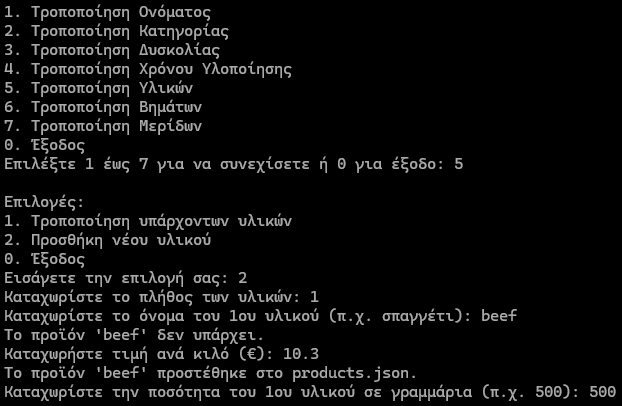 1. Τροποποίηση Ονόματος
2. Τροποποίηση Κατηγορίας
3. Τροποποίηση Δυσκολίας
4. Τροποποίηση Χρόνου Υλοποίησης
5. Τροποποίηση Υλικών
6. Τροποποίηση Βημάτων
7. Τροποποίηση Μερίδων
0. Έξοδος
Επιλέξτε 1 έως 7 για να συνεχίσετε ή 0 για έξοδο: 5

Επιλογές:
1. Τροποποίηση υπάρχοντων υλικών
2. Προσθήκη νέου υλικού
0. Έξοδος
Εισάγετε την επιλογή σας: 2
Καταχωρίστε το πλήθος των υλικών: 1
Καταχωρίστε το όνομα του 1ου υλικού (π.χ. σπαγγέτι): beef
Το προϊόν 'beef' δεν υπάρχει.
Καταχωρήστε τιμή ανά κιλό (€): 10.3
Το προϊόν 'beef' προστέθηκε στο products.json.
Καταχωρίστε την ποσότητα του 1ου υλικού σε γραμμάρια (π.χ. 500): 500